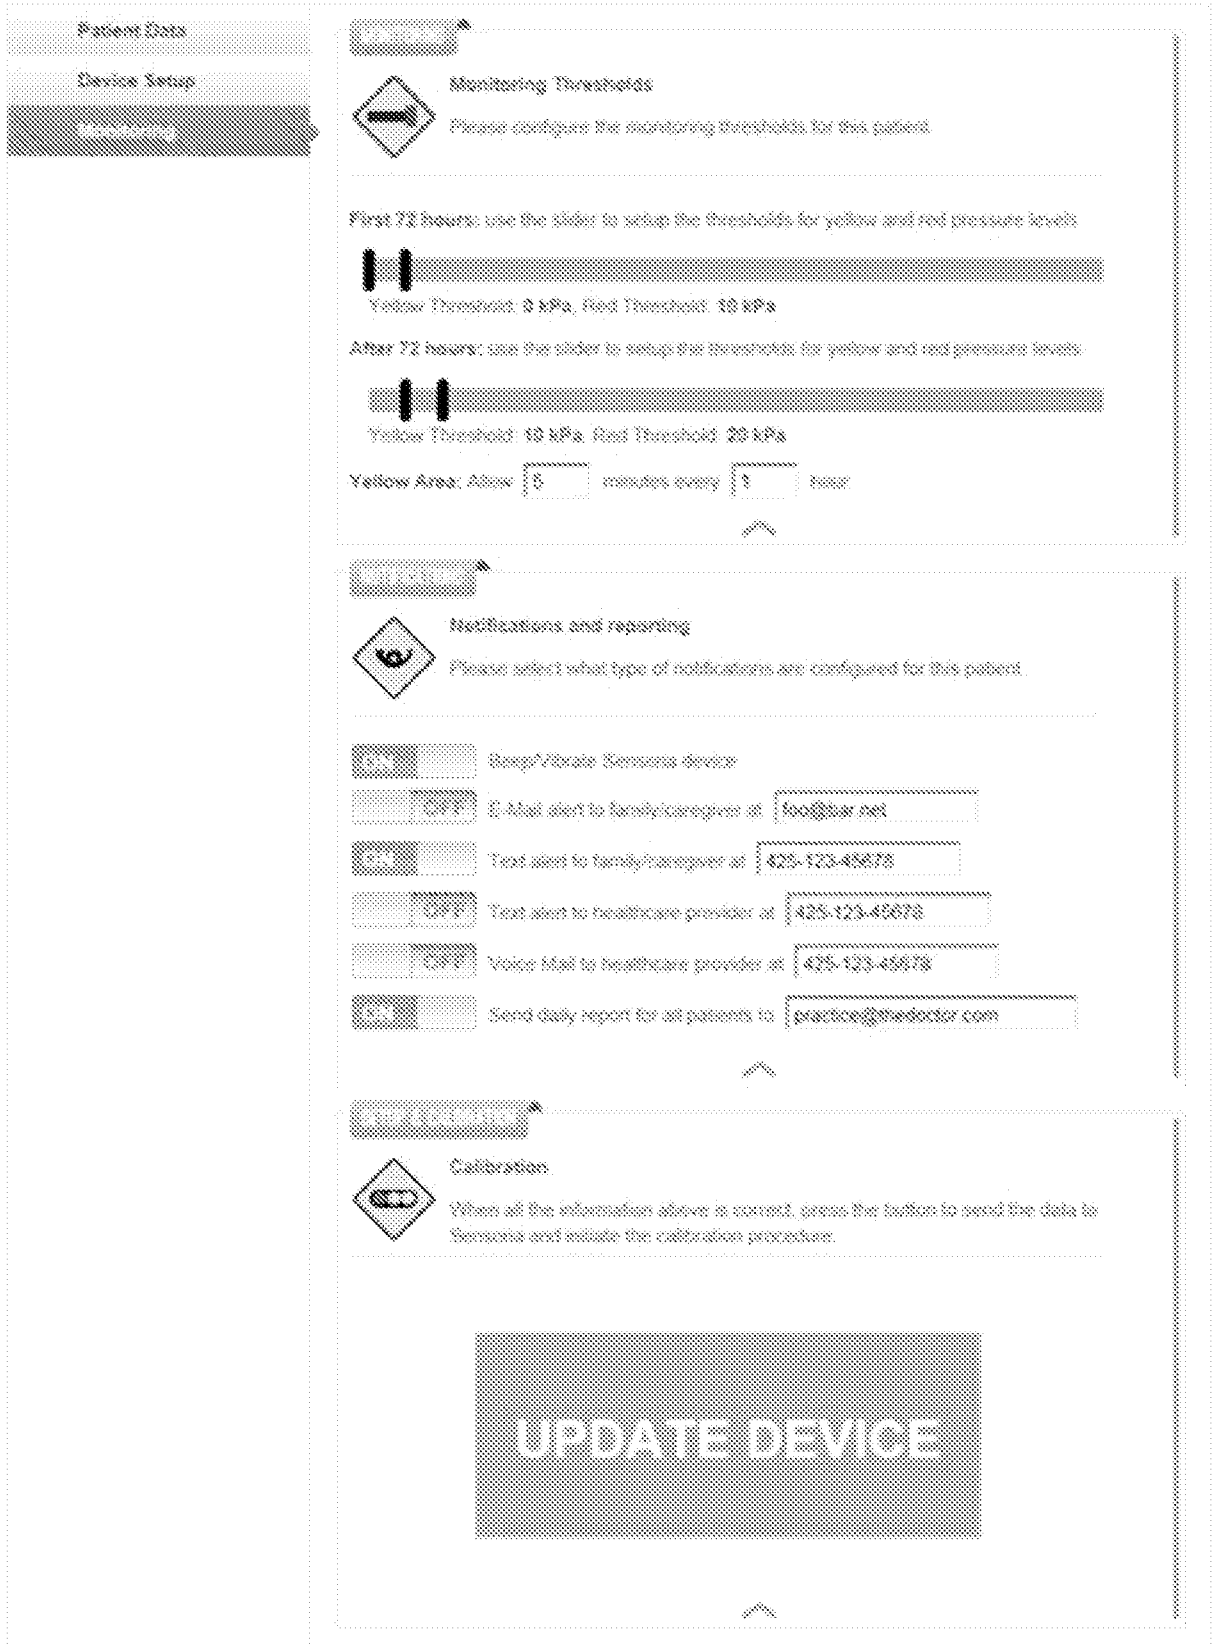 Patient Data
Device Setup
Monitoring
Monitoring Thresholds
Please configure the monitoring thresholds for this patient.
First 72 hours: use the slider to setup the thresholds for yellow and red pressure levels
Yellow Threshold: 0 kPa, Red Threshold: 10 kPa
After 72 hours: use the slider to setup the thresholds for yellow and red pressure levels.
Yellow Threshold: 10 kPa, Red Threshold: 20 kPa
Yellow Area: Allow 5 minutes every 1 hour
Notifications and reporting
Please select what type of notifications are configured for this patient.
ON Beep/Vibrate Sensoria device
OFF E-Mail alert to family/caregiver at foo@bar.net
ON Text alert to family/caregiver at 425-123-45678
OFF Text alert to healthcare provider at 425-123-45678
OFF Voice Mail to healthcare provider at 425-123-45678
ON Send daily report for all patients to practice@thedoctor.com
Calibration
When all the information above is correct, press the button to send the data to
Sensoria and initiate the calibration procedure.
UPDATE DEVICE